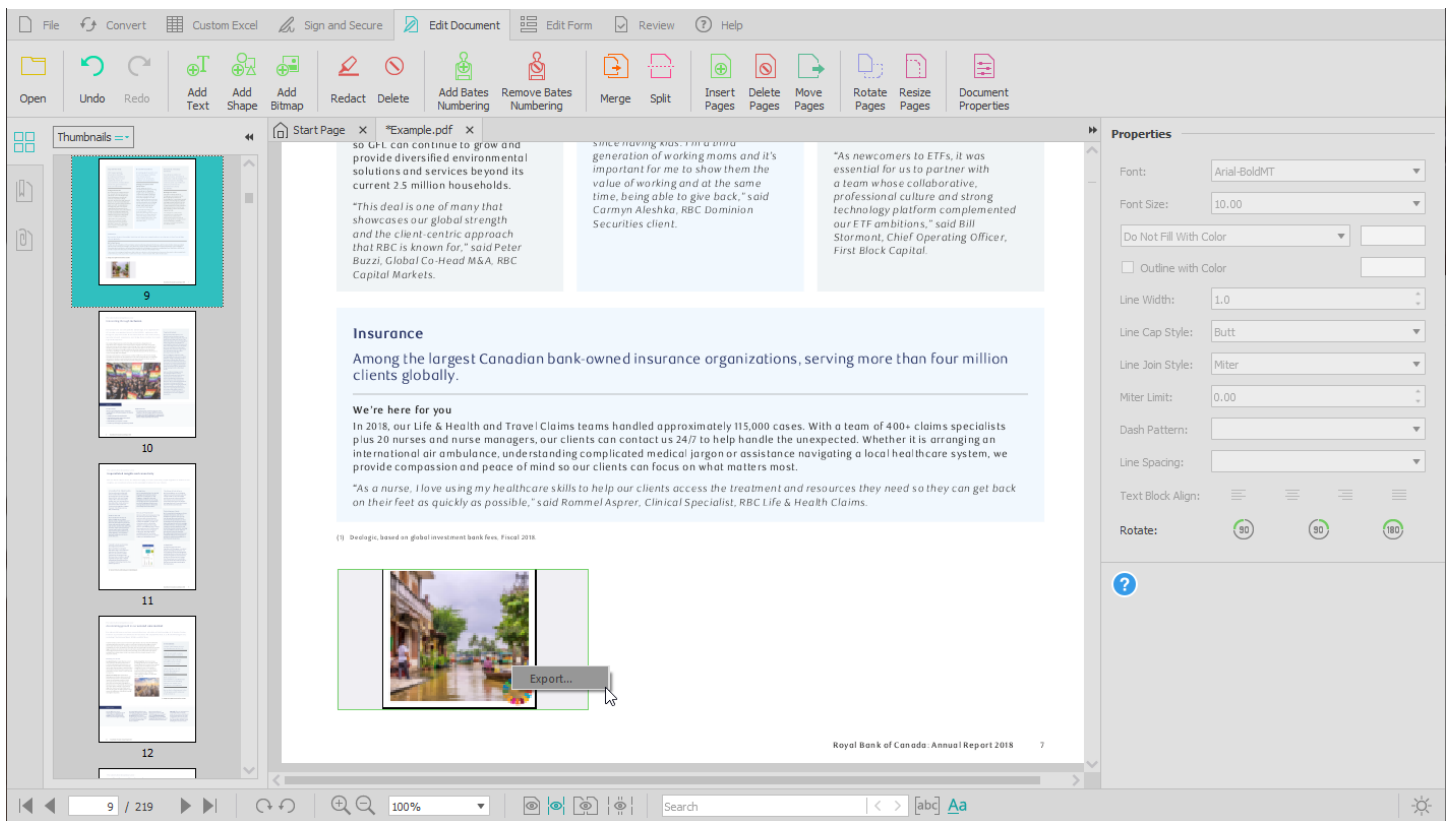 File Convert Custom Excel Sign and Secure Edit Document Edit Form Review Help
Open Undo Redo Add Text Add Shape Add Bitmap Redact Delete Add Bates Numbering Remove Bates Numbering Merge Split Insert Pages Delete Pages Move Pages Rotate Pages Resize Pages Document Properties
Thumbnails
9
10
11
12
Start Page *Example.pdf
so GFL can continue to grow and
provide diversified environmental
solutions and services beyond its
current 2.5 million households.
"This deal is one of many that
showcases our global strength
and the client-centric approach
that RBC is known for," said Peter
Buzzi, Global Co-Head M&A, RBC
Capital Markets.
since having kids. I'm a third
generation of working moms and it's
important for me to show them the
value of working and at the same
time, being able to give back," said
Carmyn Aleshka, RBC Dominion
Securities client.
"As newcomers to ETFs, it was
essential for us to partner with
a team whose collaborative,
professional culture and strong
technology platform complemented
our ETF ambitions," said Bill
Stormont, Chief Operating Officer,
First Block Capital.
Insurance
Among the largest Canadian bank-owned insurance organizations, serving more than four million
clients globally.
We're here for you
In 2018, our Life & Health and Travel Claims teams handled approximately 115,000 cases. With a team of 400+ claims specialists
plus 20 nurses and nurse managers, our clients can contact us 24/7 to help handle the unexpected. Whether it is arranging an
international air ambulance, understanding complicated medical jargon or assistance navigating a local healthcare system, we
provide compassion and peace of mind so our clients can focus on what matters most.
"As a nurse, I love using my healthcare skills to help our clients access the treatment and resources they need so they can get back
on their feet as quickly as possible," said Rommel Asprer, Clinical Specialist, RBC Life & Health Claims.
(1) Dealogic, based on global investment bank fees, Fiscal 2018
Export...
Royal Bank of Canada: Annual Report 2018 7
Properties
Font: Arial-BoldMT
Font Size: 10.00
Do Not Fill With Color
Outline with Color
Line Width: 1.0
Line Cap Style: Butt
Line Join Style: Miter
Miter Limit: 0.00
Dash Pattern:
Line Spacing:
Text Block Align:
Rotate: 90 90 180
?
9 / 219 100% Search [abc] Aa